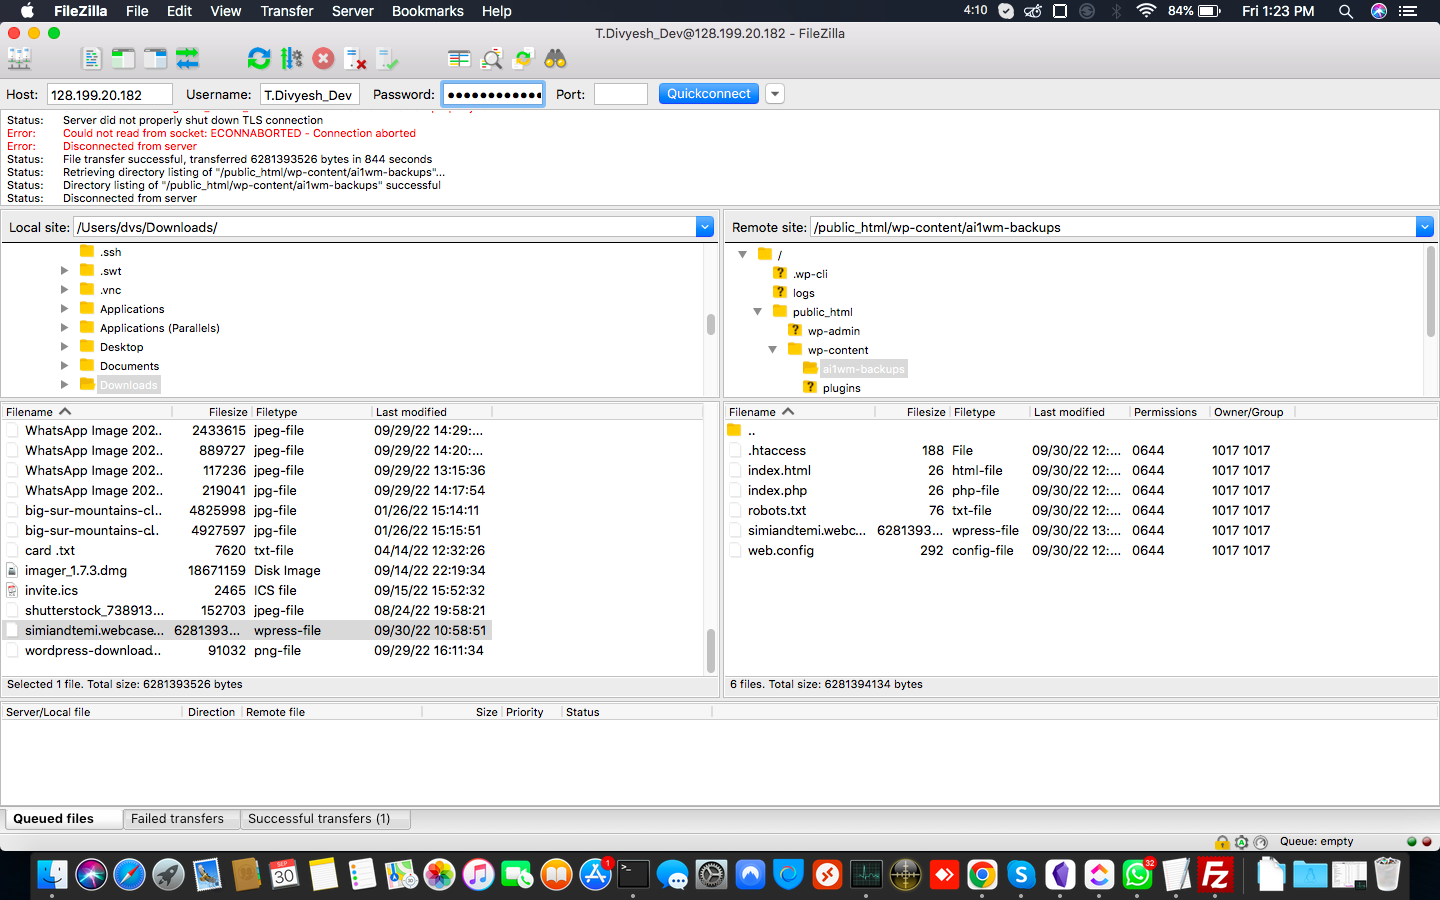 FileZilla File Edit View Transfer Server Bookmarks Help 4:10 84% Fri 1:23 PM
T.Divyesh_Dev@128.199.20.182 - FileZilla
Host: 128.199.20.182 Username: T.Divyesh_Dev Password: ●●●●●●●●●●●● Port: Quickconnect
Status: Server did not properly shut down TLS connection
Error: Could not read from socket: ECONNABORTED - Connection aborted
Error: Disconnected from server
Status: File transfer successful, transferred 6281393526 bytes in 844 seconds
Status: Retrieving directory listing of "/public_html/wp-content/ai1wm-backups"...
Status: Directory listing of "/public_html/wp-content/ai1wm-backups" successful
Status: Disconnected from server
Local site: /Users/dvs/Downloads/
.ssh
.swt
.vnc
Applications
Applications (Parallels)
Desktop
Documents
Downloads
Remote site: /public_html/wp-content/ai1wm-backups
/
.wp-cli
logs
public_html
wp-admin
wp-content
ai1wm-backups
plugins
Filename Filesize Filetype Last modified
WhatsApp Image 202.. 2433615 jpeg-file 09/29/22 14:29:...
WhatsApp Image 202.. 889727 jpeg-file 09/29/22 14:20:...
WhatsApp Image 202.. 117236 jpeg-file 09/29/22 13:15:36
WhatsApp Image 202.. 219041 jpg-file 09/29/22 14:17:54
big-sur-mountains-cl.. 4825998 jpg-file 01/26/22 15:14:11
big-sur-mountains-c.. 4927597 jpg-file 01/26/22 15:15:51
card .txt 7620 txt-file 04/14/22 12:32:26
imager_1.7.3.dmg 18671159 Disk Image 09/14/22 22:19:34
invite.ics 2465 ICS file 09/15/22 15:52:32
shutterstock_738913... 152703 jpeg-file 08/24/22 19:58:21
simiandtemi.webcase... 6281393... wpress-file 09/30/22 10:58:51
wordpress-download... 91032 png-file 09/29/22 16:11:34
Selected 1 file. Total size: 6281393526 bytes
Filename Filesize Filetype Last modified Permissions Owner/Group
..
.htaccess 188 File 09/30/22 12:... 0644 1017 1017
index.html 26 html-file 09/30/22 12:... 0644 1017 1017
index.php 26 php-file 09/30/22 12:... 0644 1017 1017
robots.txt 76 txt-file 09/30/22 12:... 0644 1017 1017
simiandtemi.webc... 6281393... wpress-file 09/30/22 13:... 0644 1017 1017
web.config 292 config-file 09/30/22 12:... 0644 1017 1017
6 files. Total size: 6281394134 bytes
Server/Local file Direction Remote file Size Priority Status
Queued files Failed transfers Successful transfers (1)
Queue: empty
SEP
30
1
32